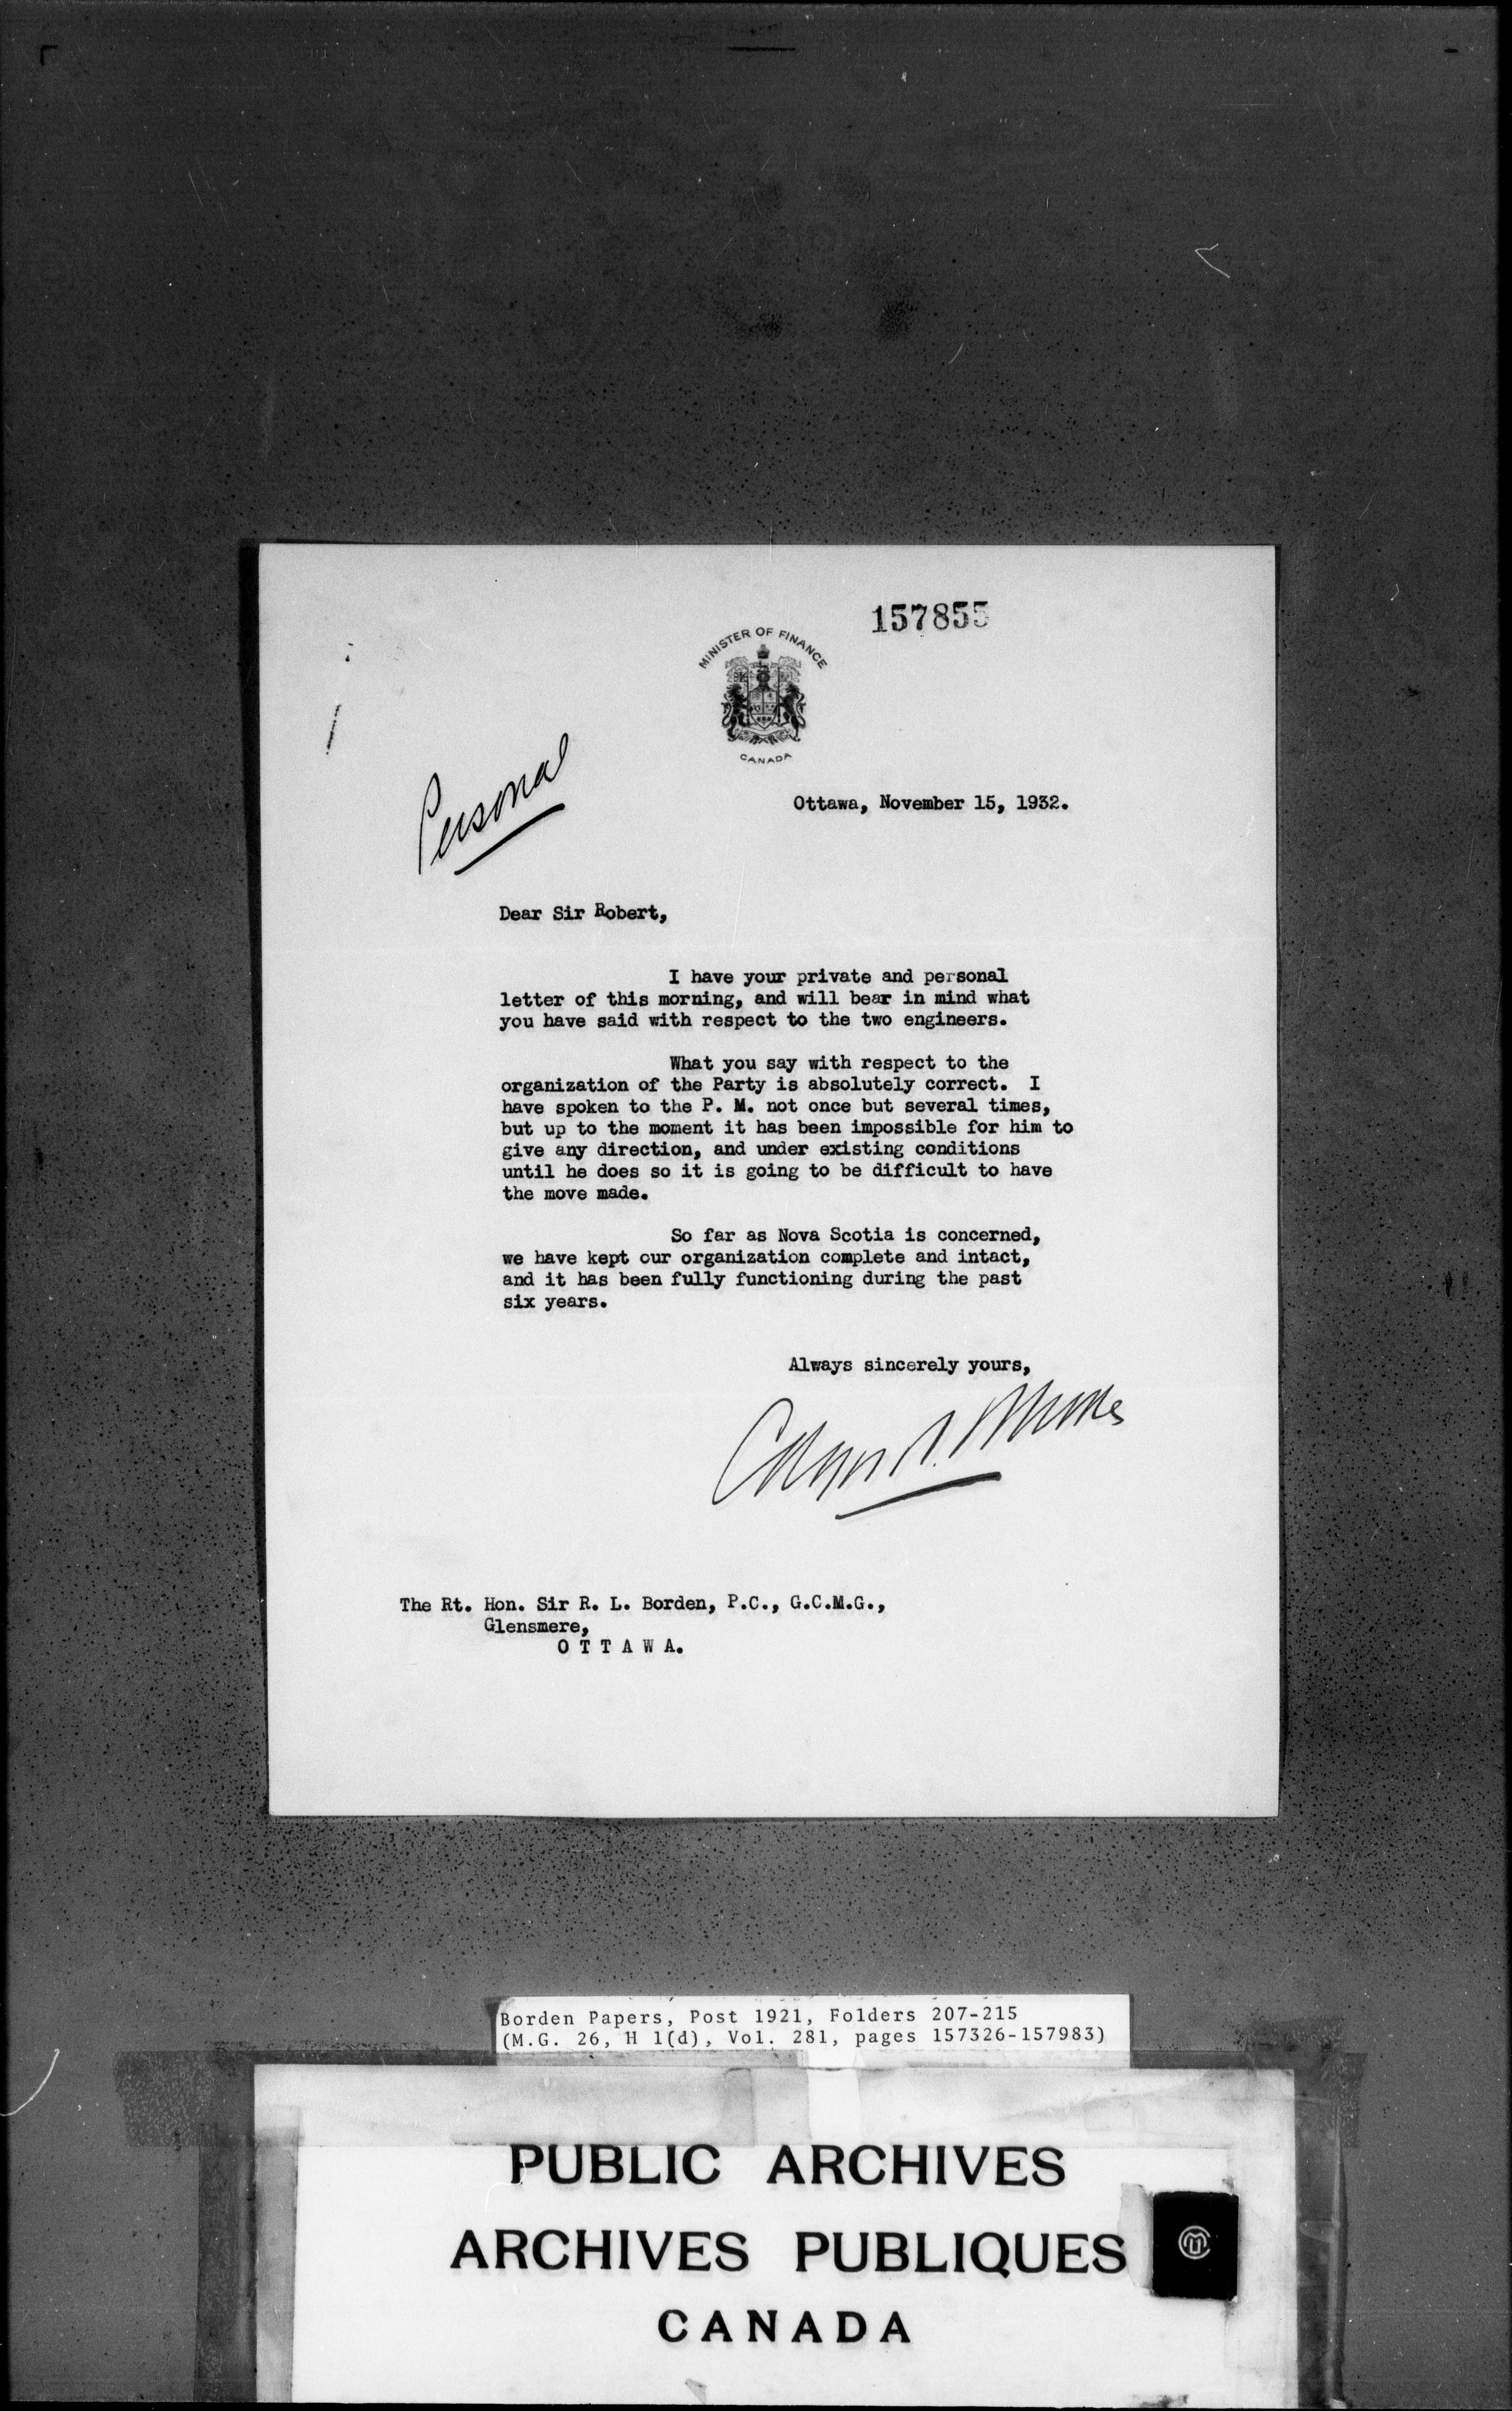 157855
MINISTER OF FINANCE
CANADA
Personal
Ottawa, November 15, 1932.
Dear Sir Robert,
I have your private and personal
letter of this morning, and will bear in mind what
you have said with respect to the two engineers.
What you say with respect to the
organization of the Party is absolutely correct. I
have spoken to the P. M. not once but several times,
but up to the moment it has been impossible for him to
give any direction, and under existing conditions
until he does so it is going to be difficult to have
the move made.
So far as Nova Scotia is concerned,
we have kept our organization complete and intact,
and it has been fully functioning during the past
six years.
Always sincerely yours,
The Rt. Hon. Sir R. L. Borden, P.C., G.C.M.G.,
Glensmere,
O T T A W A.
Borden Papers, Post 1921, Folders 207-215
(M.G. 26, H 1(d), Vol. 281, pages 157326-157983)
PUBLIC ARCHIVES
ARCHIVES PUBLIQUES
CANADA